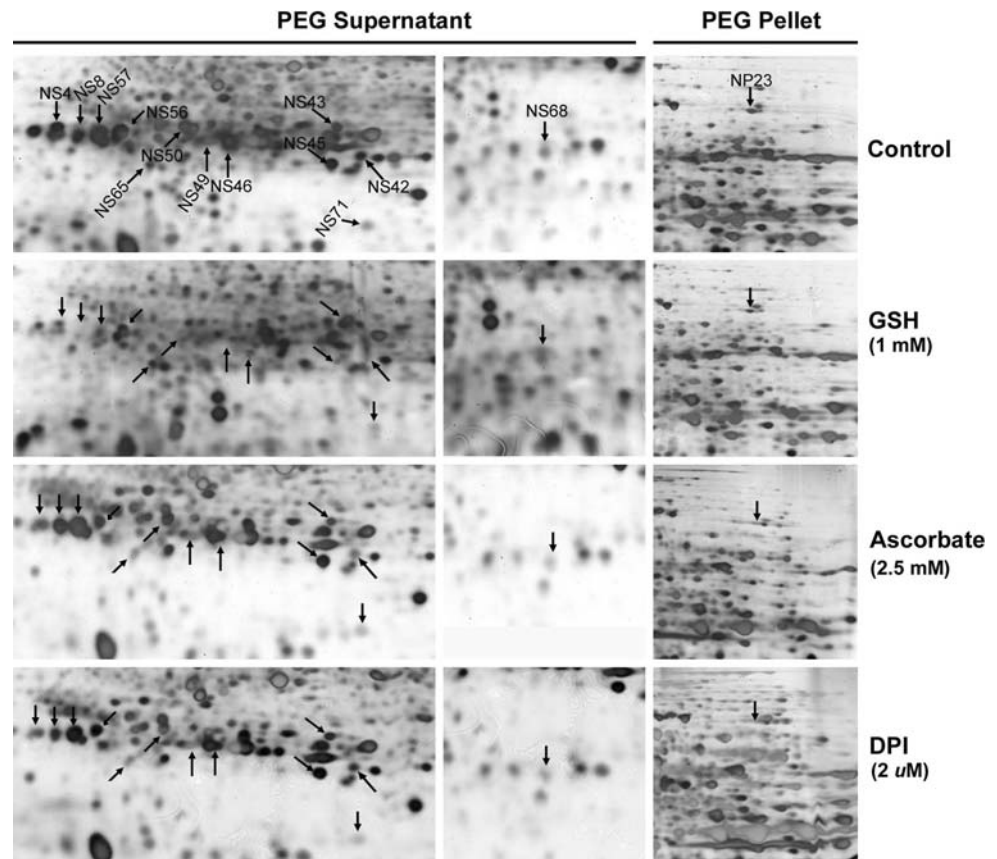 PEG Supernatant
PEG Pellet
NS4
NS8
NS57
NS56
NS43
NS68
NP23
Control
NS50
NS45
NS65
NS49
NS46
NS42
NS71
GSH
(1 mM)
Ascorbate
(2.5 mM)
DPI
(2 uM)